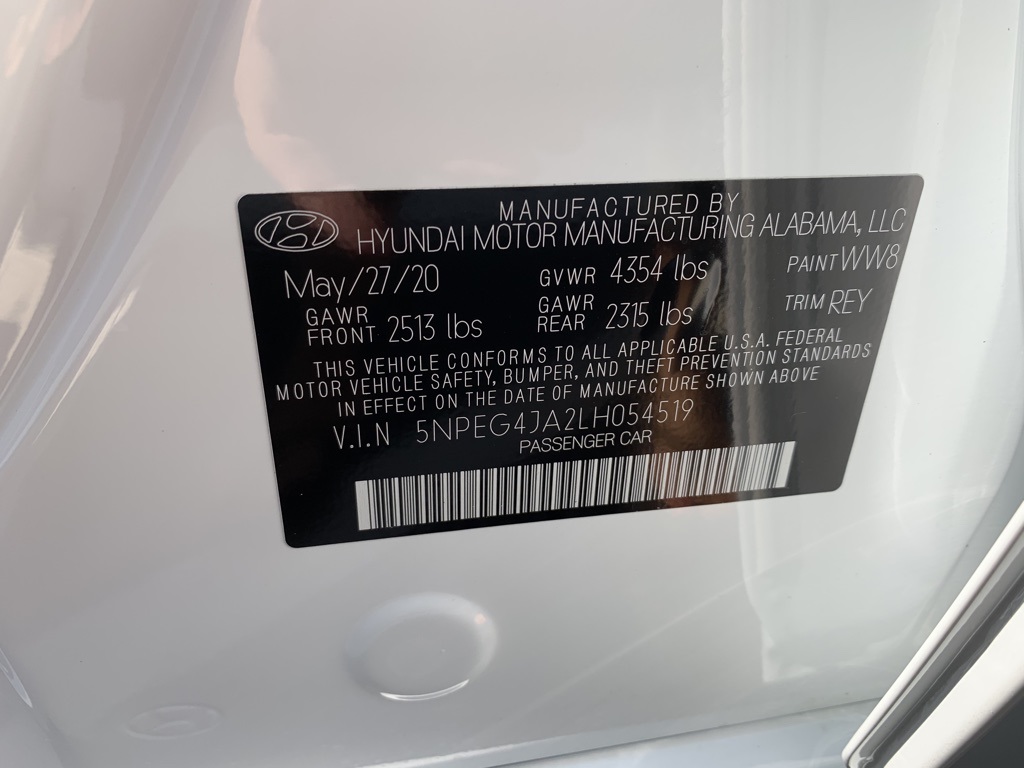 MANUFACTURED BY
HYUNDAI MOTOR MANUFACTURING ALABAMA, LLC
May/27/20 GVWR 4354 lbs PAINT WW8
GAWR FRONT 2513 lbs GAWR REAR 2315 lbs TRIM REY
THIS VEHICLE CONFORMS TO ALL APPLICABLE U.S.A. FEDERAL
MOTOR VEHICLE SAFETY, BUMPER, AND THEFT PREVENTION STANDARDS
IN EFFECT ON THE DATE OF MANUFACTURE SHOWN ABOVE
V.I.N 5NPEG4JA2LH054519
PASSENGER CAR